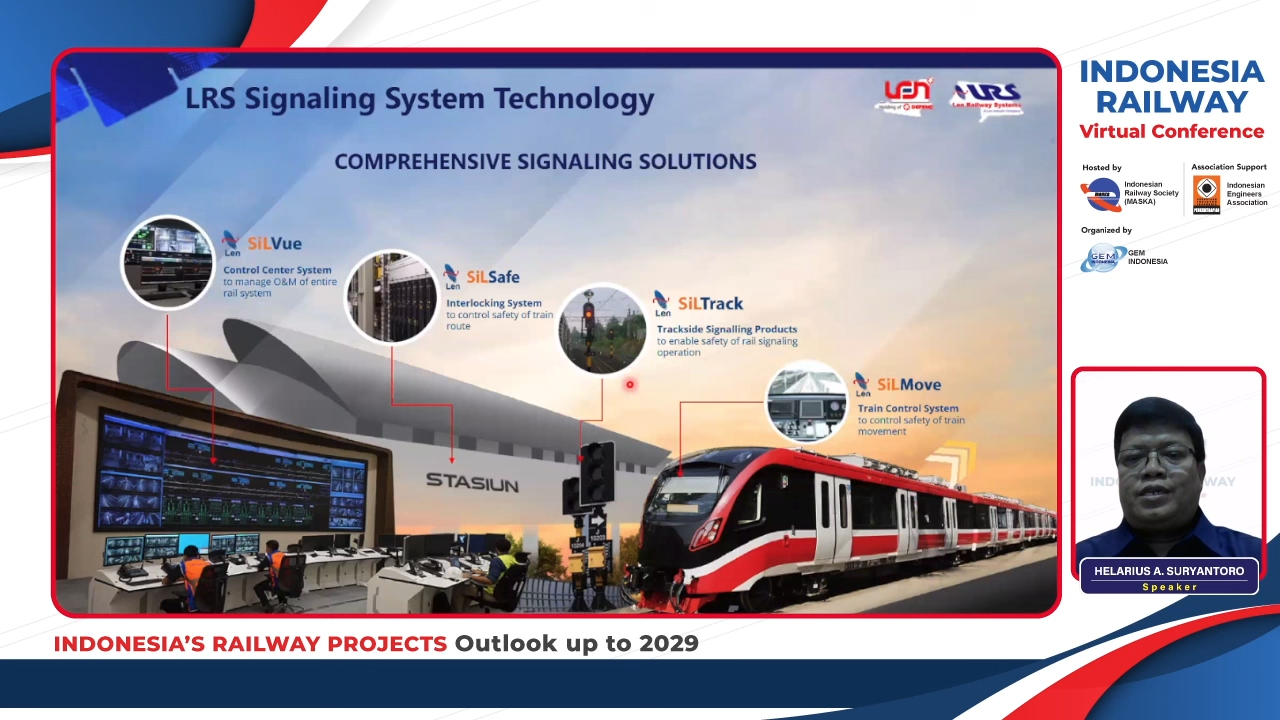 LRS Signaling System Technology
Len
LRS
Len Railway Systems
COMPREHENSIVE SIGNALING SOLUTIONS
Len
SiLVue
Control Center System
to manage O&M of entire
rail system
Len
SiLSafe
Interlocking System
to control safety of train
route
Len
SiLTrack
Trackside Signalling Products
to enable safety of rail signaling
operation
Len
SiLMove
Train Control System
to control safety of train
movement
STASIUN
INDONESIA
RAILWAY
Virtual Conference
Hosted by
Indonesian
Railway Society
(MASKA)
Association Support
Indonesian
Engineers
Association
Organized by
GEM
GEM
INDONESIA
HELARIUS A. SURYANTORO
Speaker
INDONESIA'S RAILWAY PROJECTS Outlook up to 2029